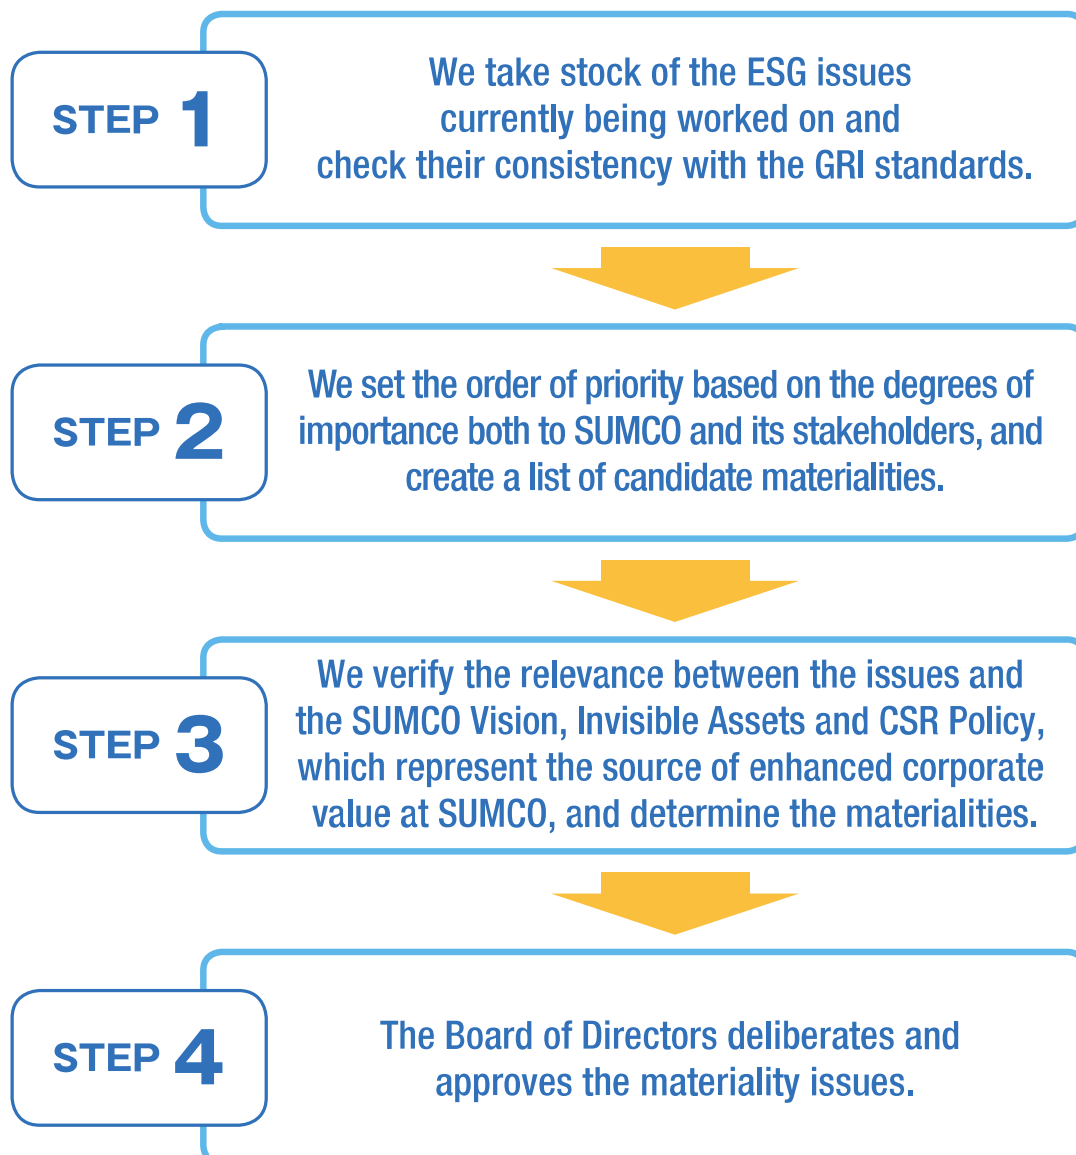 STEP 1
We take stock of the ESG issues
currently being worked on and
check their consistency with the GRI standards.
STEP 2
We set the order of priority based on the degrees of
importance both to SUMCO and its stakeholders, and
create a list of candidate materialities.
STEP 3
We verify the relevance between the issues and
the SUMCO Vision, Invisible Assets and CSR Policy,
which represent the source of enhanced corporate
value at SUMCO, and determine the materialities.
STEP 4
The Board of Directors deliberates and
approves the materiality issues.